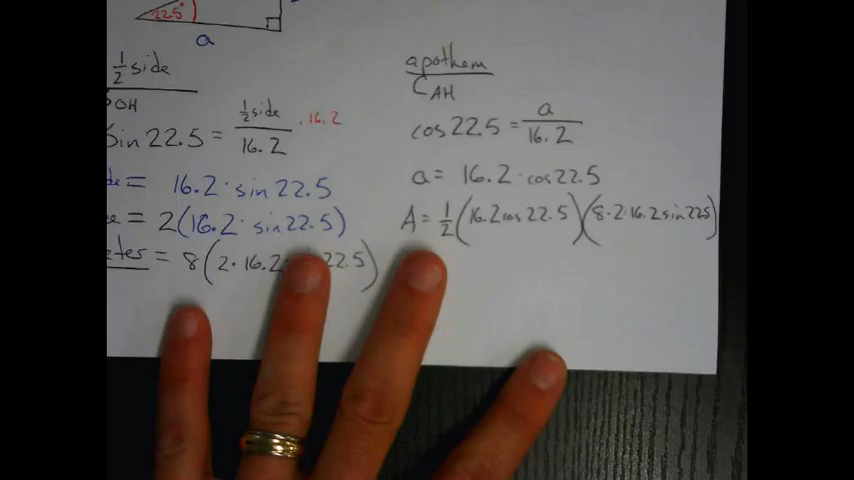 22.5°
a
1/2 side
OH
Sin 22.5 = 1/2 side / 16.2 · 16.2
de = 16.2 · sin 22.5
e = 2(16.2 · sin 22.5)
eter = 8(2 · 16.2 22.5)
apothem
CAH
cos 22.5 = a / 16.2
a = 16.2 · cos 22.5
A = 1/2 (16.2 cos 22.5)(8·2·16.2 sin 22.5)